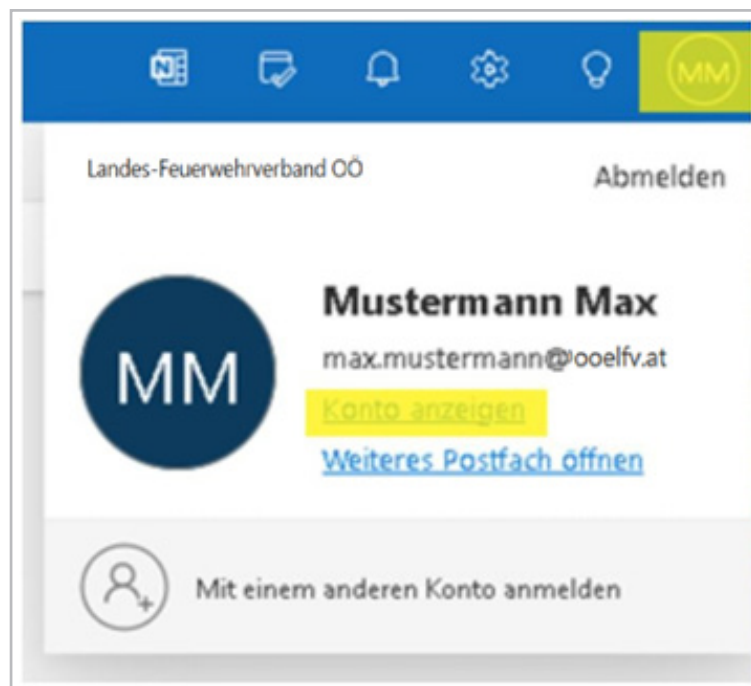 MM
Landes-Feuerwehrverband OÖ
Abmelden
MM
Mustermann Max
max.mustermann@ooelfv.at
Konto anzeigen
Weiteres Postfach öffnen
Mit einem anderen Konto anmelden